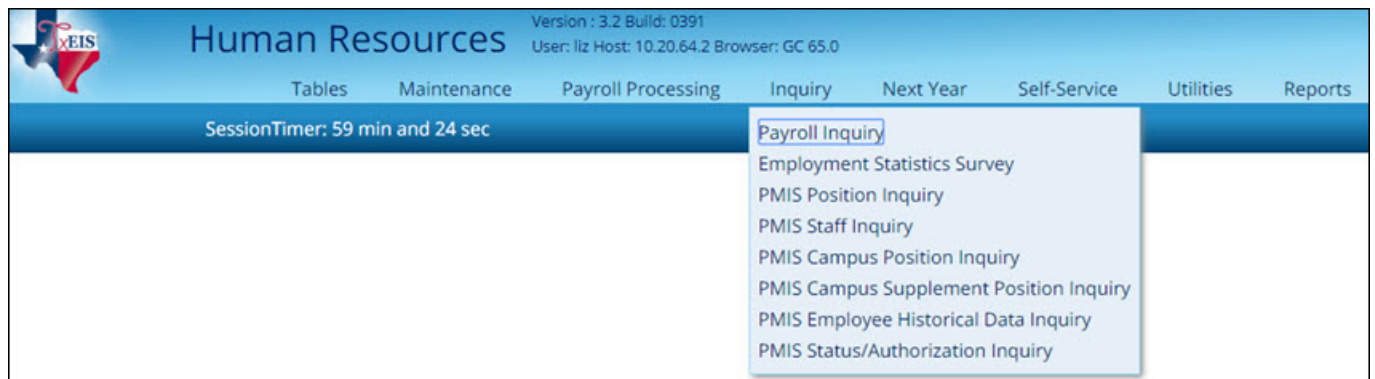 TxEIS
Human Resources
Version : 3.2 Build: 0391
User: liz Host: 10.20.64.2 Browser: GC 65.0
Tables Maintenance Payroll Processing Inquiry Next Year Self-Service Utilities Reports
SessionTimer: 59 min and 24 sec
Payroll Inquiry
Employment Statistics Survey
PMIS Position Inquiry
PMIS Staff Inquiry
PMIS Campus Position Inquiry
PMIS Campus Supplement Position Inquiry
PMIS Employee Historical Data Inquiry
PMIS Status/Authorization Inquiry